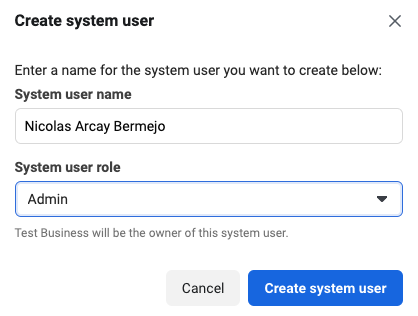 Create system user
Enter a name for the system user you want to create below:
System user name
Nicolas Arcay Bermejo
System user role
Admin
Test Business will be the owner of this system user.
Cancel
Create system user